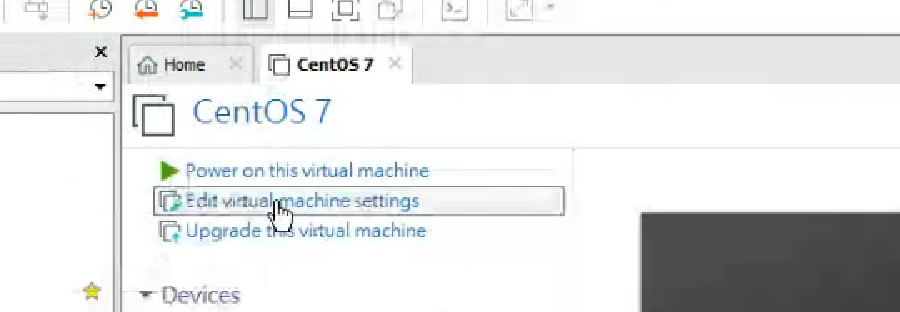 Home
CentOS 7
CentOS 7
Power on this virtual machine
Edit virtual machine settings
Upgrade this virtual machine
Devices